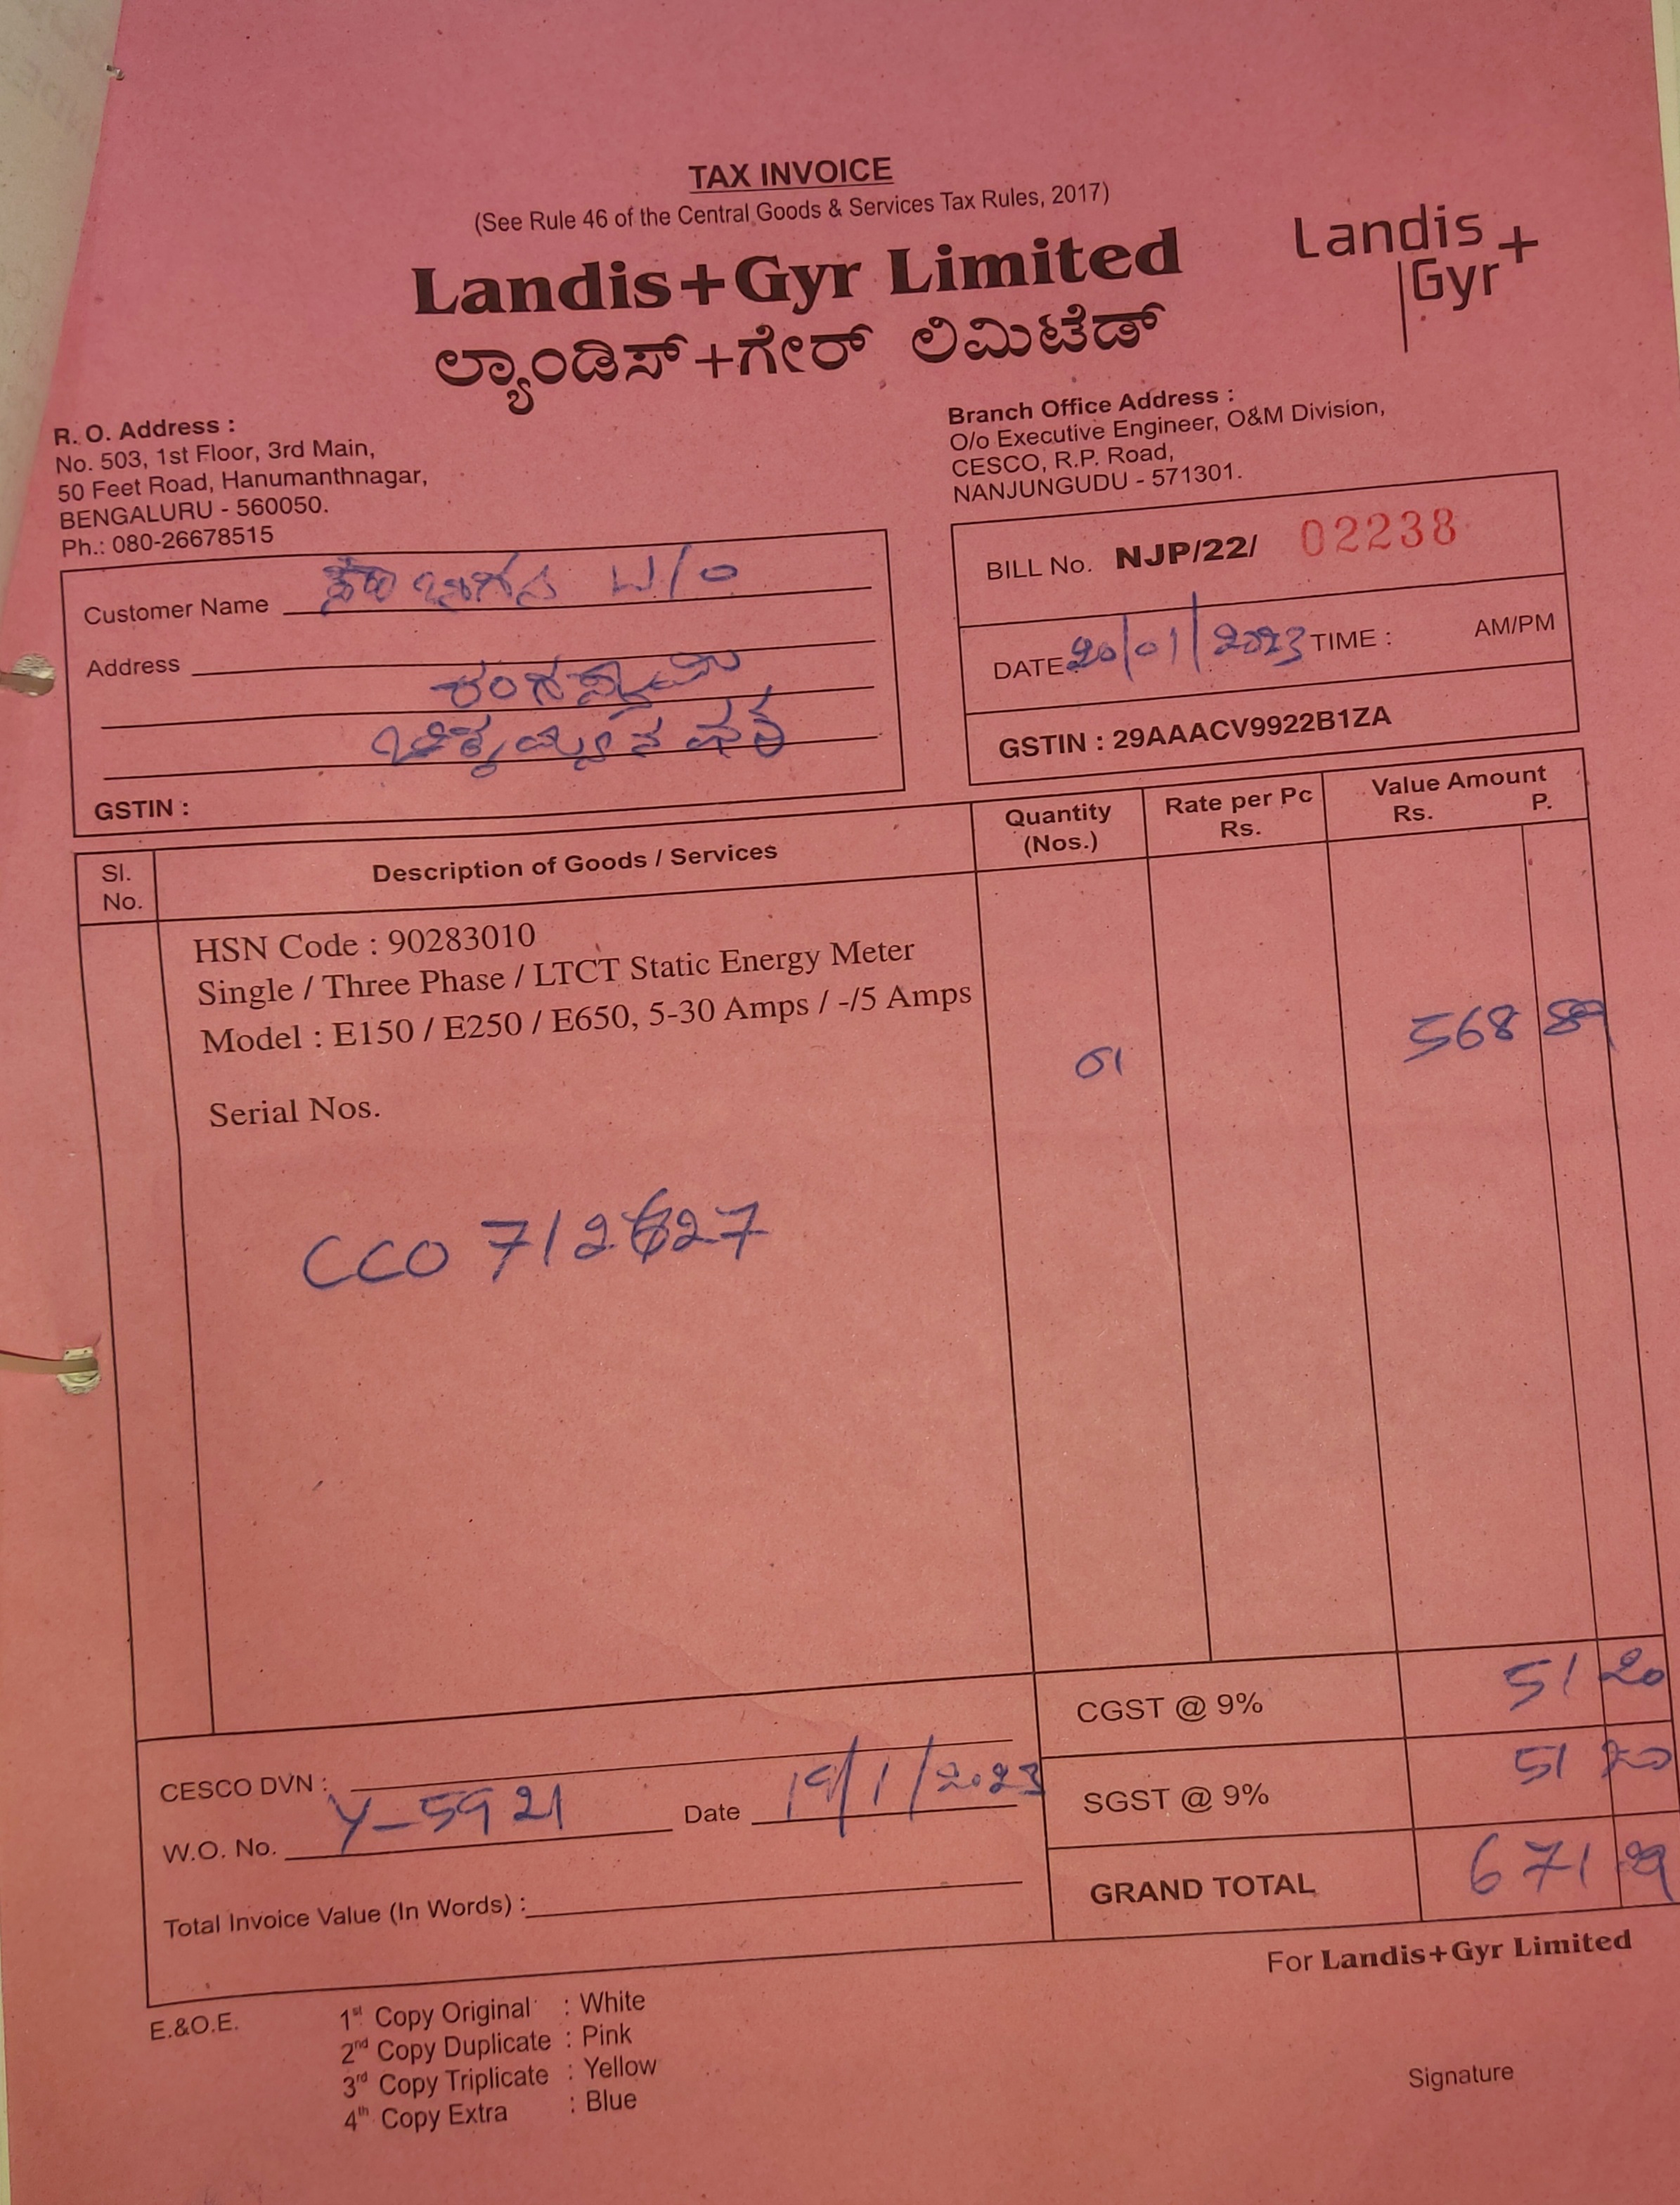 TAX INVOICE
(See Rule 46 of the Central Goods & Services Tax Rules, 2017)
Landis+Gyr Limited
Landis
Gyr+
ಲ್ಯಾಂಡಿಸ್+ಗೇರ್ ಲಿಮಿಟೆಡ್
R. O. Address :
No. 503, 1st Floor, 3rd Main,
50 Feet Road, Hanumanthnagar,
BENGALURU - 560050.
Ph.: 080-26678515
Branch Office Address :
O/o Executive Engineer, O&M Division,
CESCO, R.P. Road,
NANJUNGUDU - 571301.
Customer Name W/o
Address
ರಂಗಸ್ವಾಮಿ
GSTIN :
BILL No. NJP/22/ 02238
DATE 20/01/2023 TIME : AM/PM
GSTIN : 29AAACV9922B1ZA
Sl. No. Description of Goods / Services Quantity (Nos.) Rate per Pc Rs. Value Amount Rs. P.
HSN Code : 90283010
Single / Three Phase / LTCT Static Energy Meter
Model : E150 / E250 / E650, 5-30 Amps / -/5 Amps
01 568 89
Serial Nos.
CCO 712627
CGST @ 9% 51 20
SGST @ 9% 51 20
GRAND TOTAL 671 29
CESCO DVN :
W.O. No. Y-5921 Date 19/1/2023
Total Invoice Value (In Words) :
For Landis+Gyr Limited
E.&O.E.
1st Copy Original : White
2nd Copy Duplicate : Pink
3rd Copy Triplicate : Yellow
4th Copy Extra : Blue
Signature